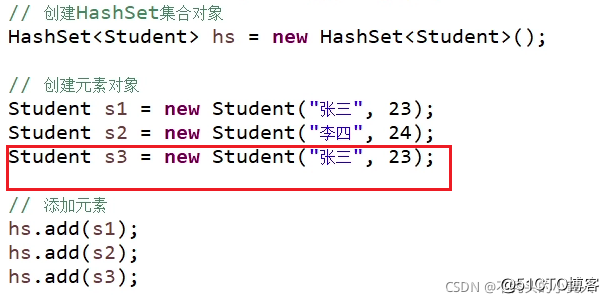 // 创建HashSet集合对象
HashSet<Student> hs = new HashSet<Student>();
// 创建元素对象
Student s1 = new Student("张三", 23);
Student s2 = new Student("李四", 24);
Student s3 = new Student("张三", 23);
// 添加元素
hs.add(s1);
hs.add(s2);
hs.add(s3);
CSDN @51CTO博客